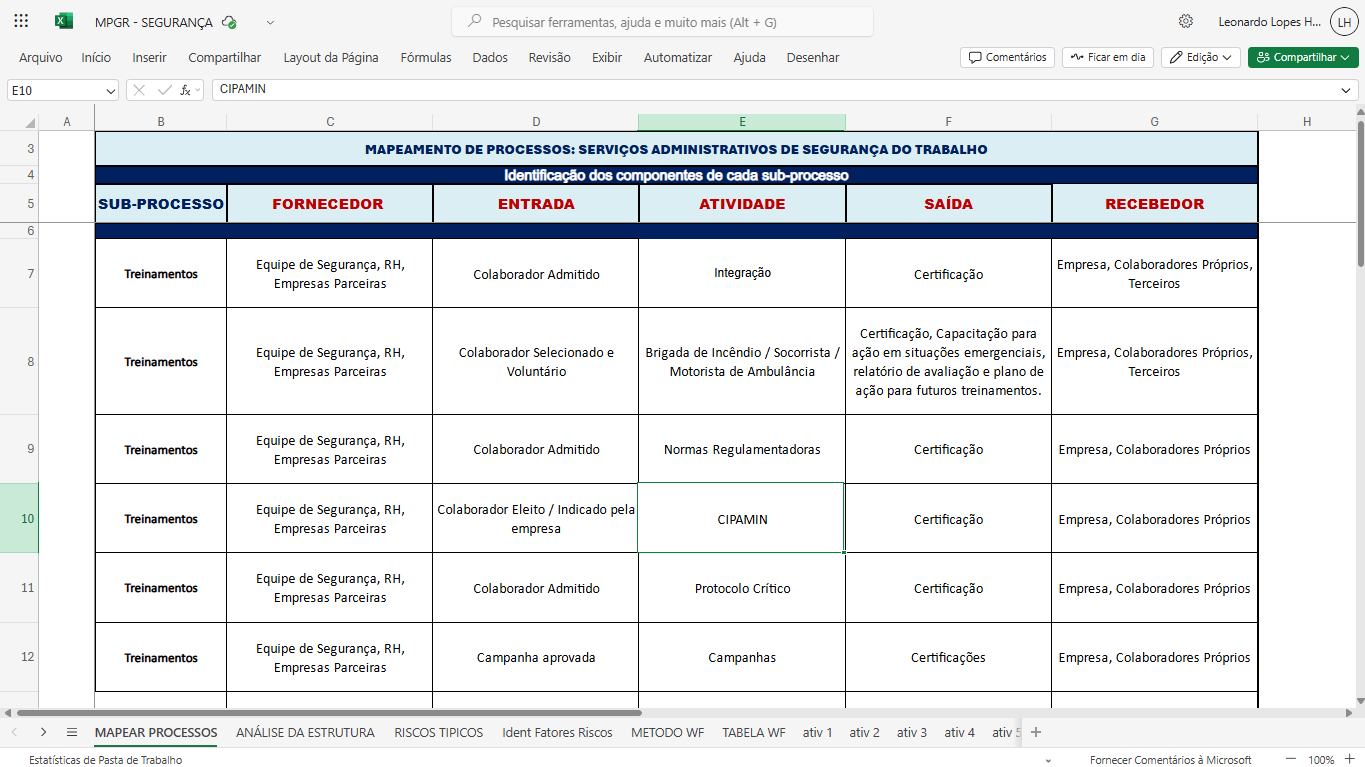 MPGR - SEGURANÇA
Pesquisar ferramentas, ajuda e muito mais (Alt + G)
Leonardo Lopes H...
LH
Arquivo Início Inserir Compartilhar Layout da Página Fórmulas Dados Revisão Exibir Automatizar Ajuda Desenhar
Comentários Ficar em dia Edição Compartilhar
E10 fx CIPAMIN
A B C D E F G H
3 MAPEAMENTO DE PROCESSOS: SERVIÇOS ADMINISTRATIVOS DE SEGURANÇA DO TRABALHO
4 Identificação dos componentes de cada sub-processo
5 SUB-PROCESSO FORNECEDOR ENTRADA ATIVIDADE SAÍDA RECEBEDOR
6
7 Treinamentos
Equipe de Segurança, RH,
Empresas Parceiras
Colaborador Admitido
Integração
Certificação
Empresa, Colaboradores Próprios,
Terceiros
8 Treinamentos
Equipe de Segurança, RH,
Empresas Parceiras
Colaborador Selecionado e
Voluntário
Brigada de Incêndio / Socorrista /
Motorista de Ambulância
Certificação, Capacitação para
ação em situações emergenciais,
relatório de avaliação e plano de
ação para futuros treinamentos.
Empresa, Colaboradores Próprios,
Terceiros
9 Treinamentos
Equipe de Segurança, RH,
Empresas Parceiras
Colaborador Admitido
Normas Regulamentadoras
Certificação
Empresa, Colaboradores Próprios
10 Treinamentos
Equipe de Segurança, RH,
Empresas Parceiras
Colaborador Eleito / Indicado pela
empresa
CIPAMIN
Certificação
Empresa, Colaboradores Próprios
11 Treinamentos
Equipe de Segurança, RH,
Empresas Parceiras
Colaborador Admitido
Protocolo Crítico
Certificação
Empresa, Colaboradores Próprios
12 Treinamentos
Equipe de Segurança, RH,
Empresas Parceiras
Campanha aprovada
Campanhas
Certificações
Empresa, Colaboradores Próprios
MAPEAR PROCESSOS ANÁLISE DA ESTRUTURA RISCOS TIPICOS Ident Fatores Riscos METODO WF TABELA WF ativ 1 ativ 2 ativ 3 ativ 4 ativ 5
Estatísticas de Pasta de Trabalho
Fornecer Comentários à Microsoft
100%